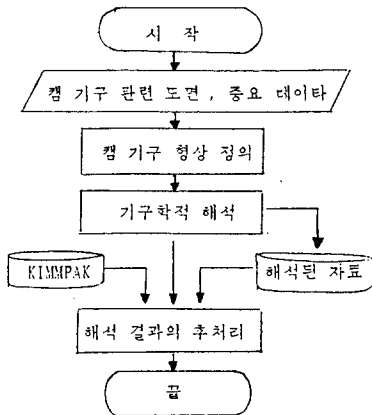 시 작
캠 기구 관련 도면, 중요 데이타
캠 기구 형상 정의
기구학적 해석
KIMMPAK
해석된 자료
해석 결과의 후처리
끝